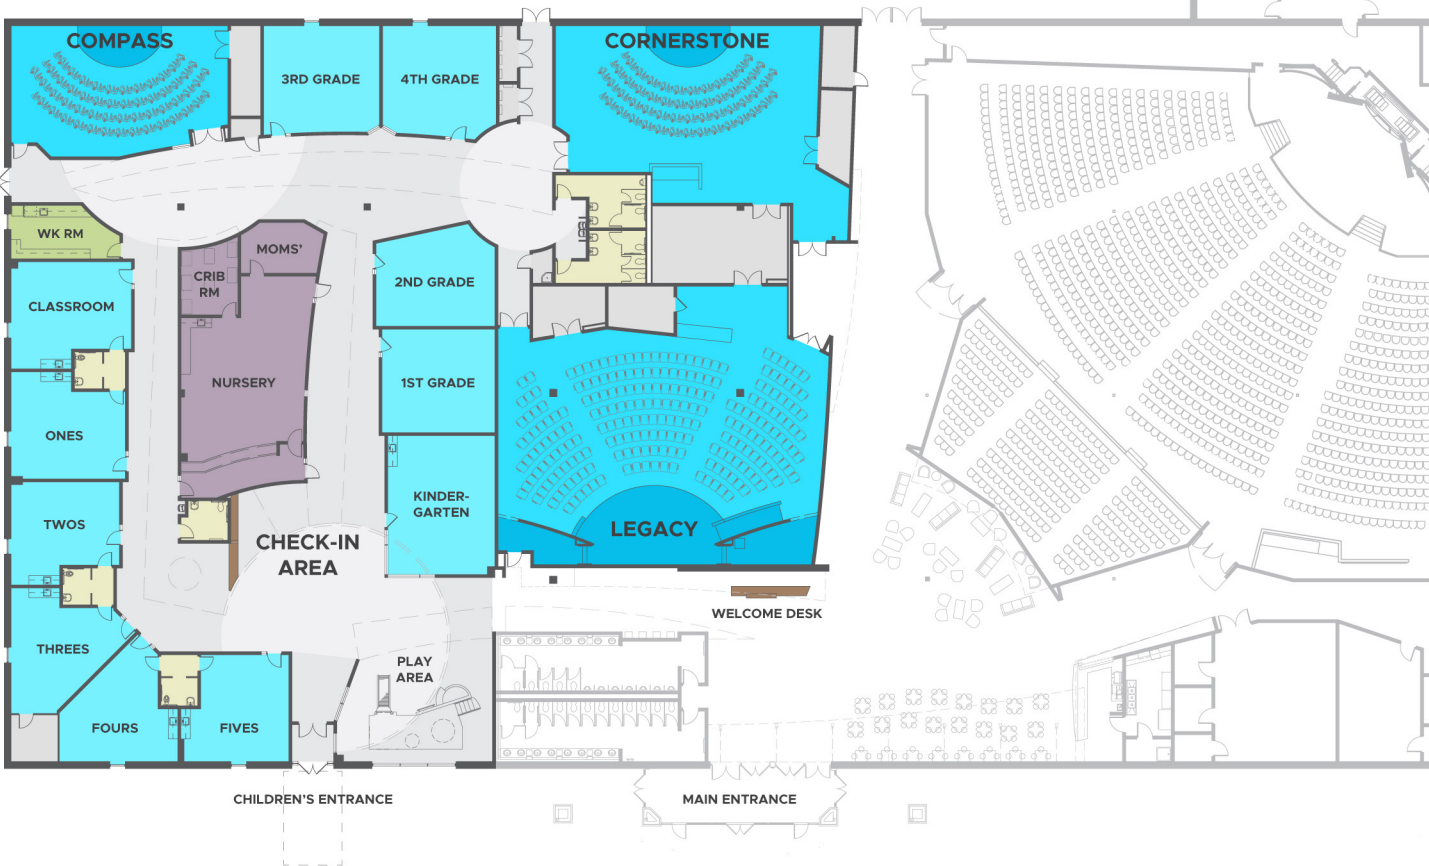 COMPASS
CORNERSTONE
3RD GRADE
4TH GRADE
WK RM
MOMS'
CRIB
RM
2ND GRADE
CLASSROOM
NURSERY
1ST GRADE
ONES
KINDER-
GARTEN
TWOS
LEGACY
CHECK-IN
AREA
WELCOME DESK
THREES
PLAY
AREA
FOURS
FIVES
CHILDREN'S ENTRANCE
MAIN ENTRANCE